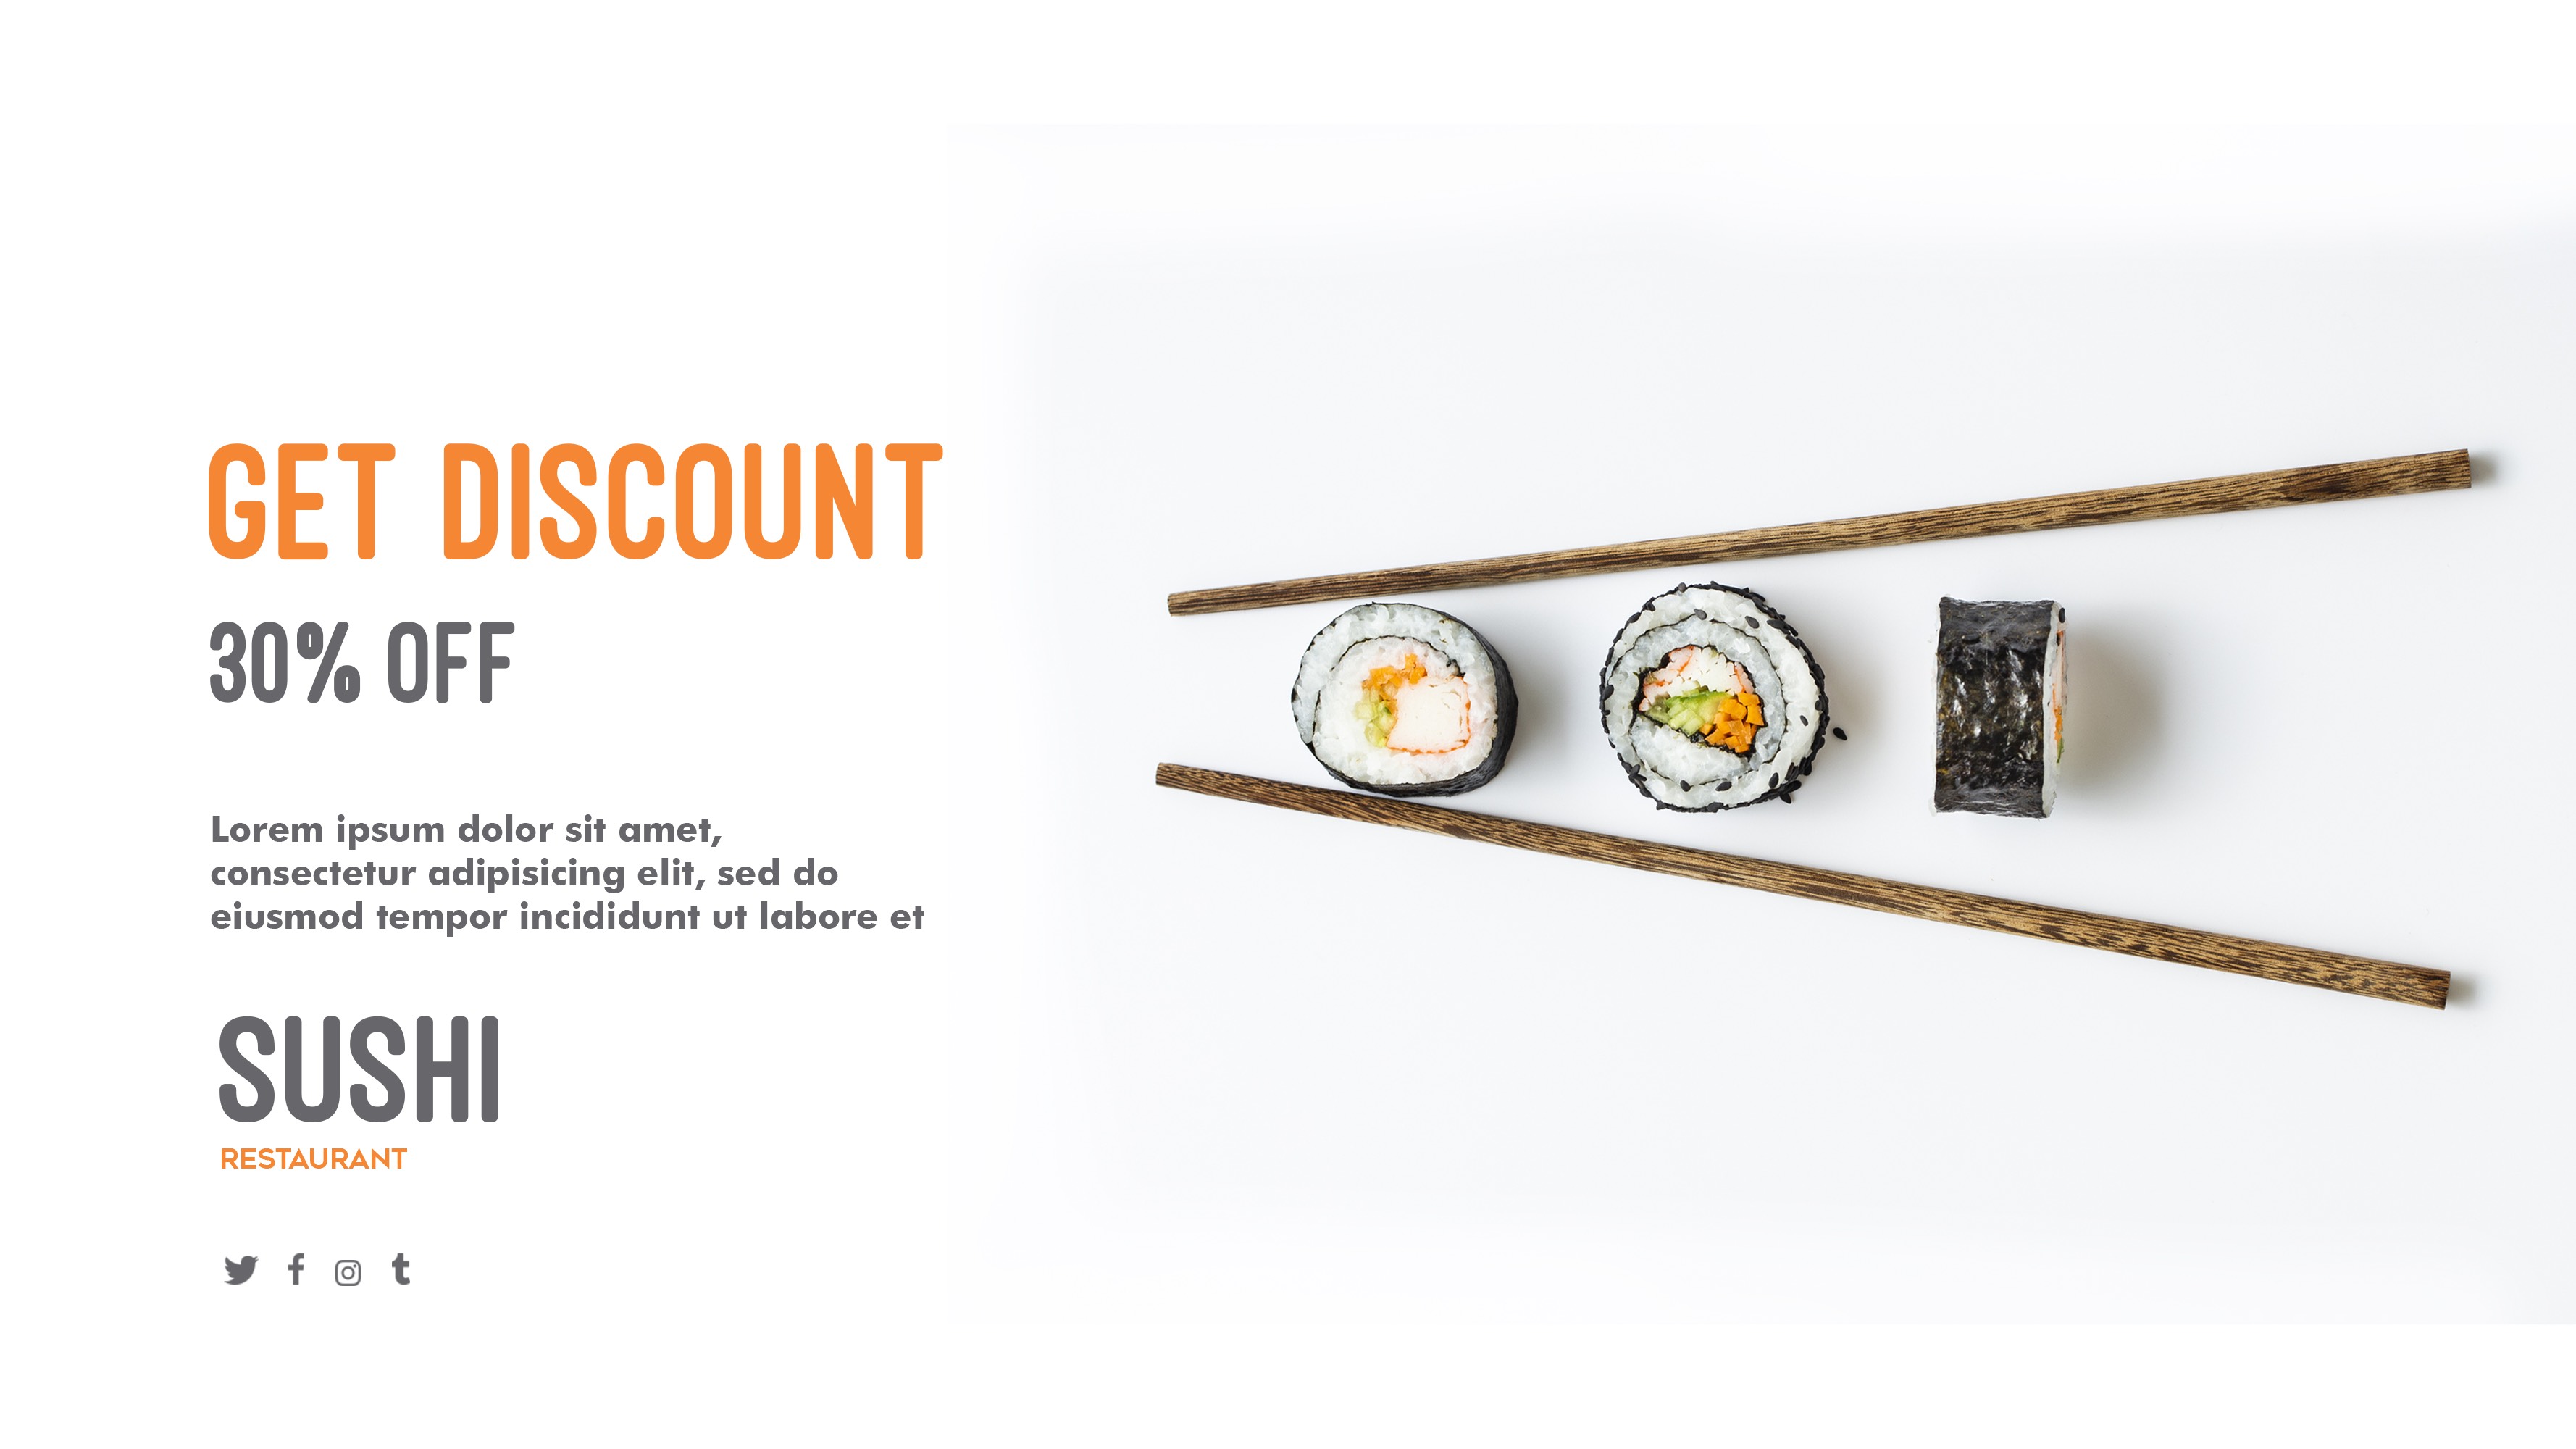 GET DISCOUNT
30% OFF
Lorem ipsum dolor sit amet,
consectetur adipisicing elit, sed do
eiusmod tempor incididunt ut labore et
SUSHI
RESTAURANT